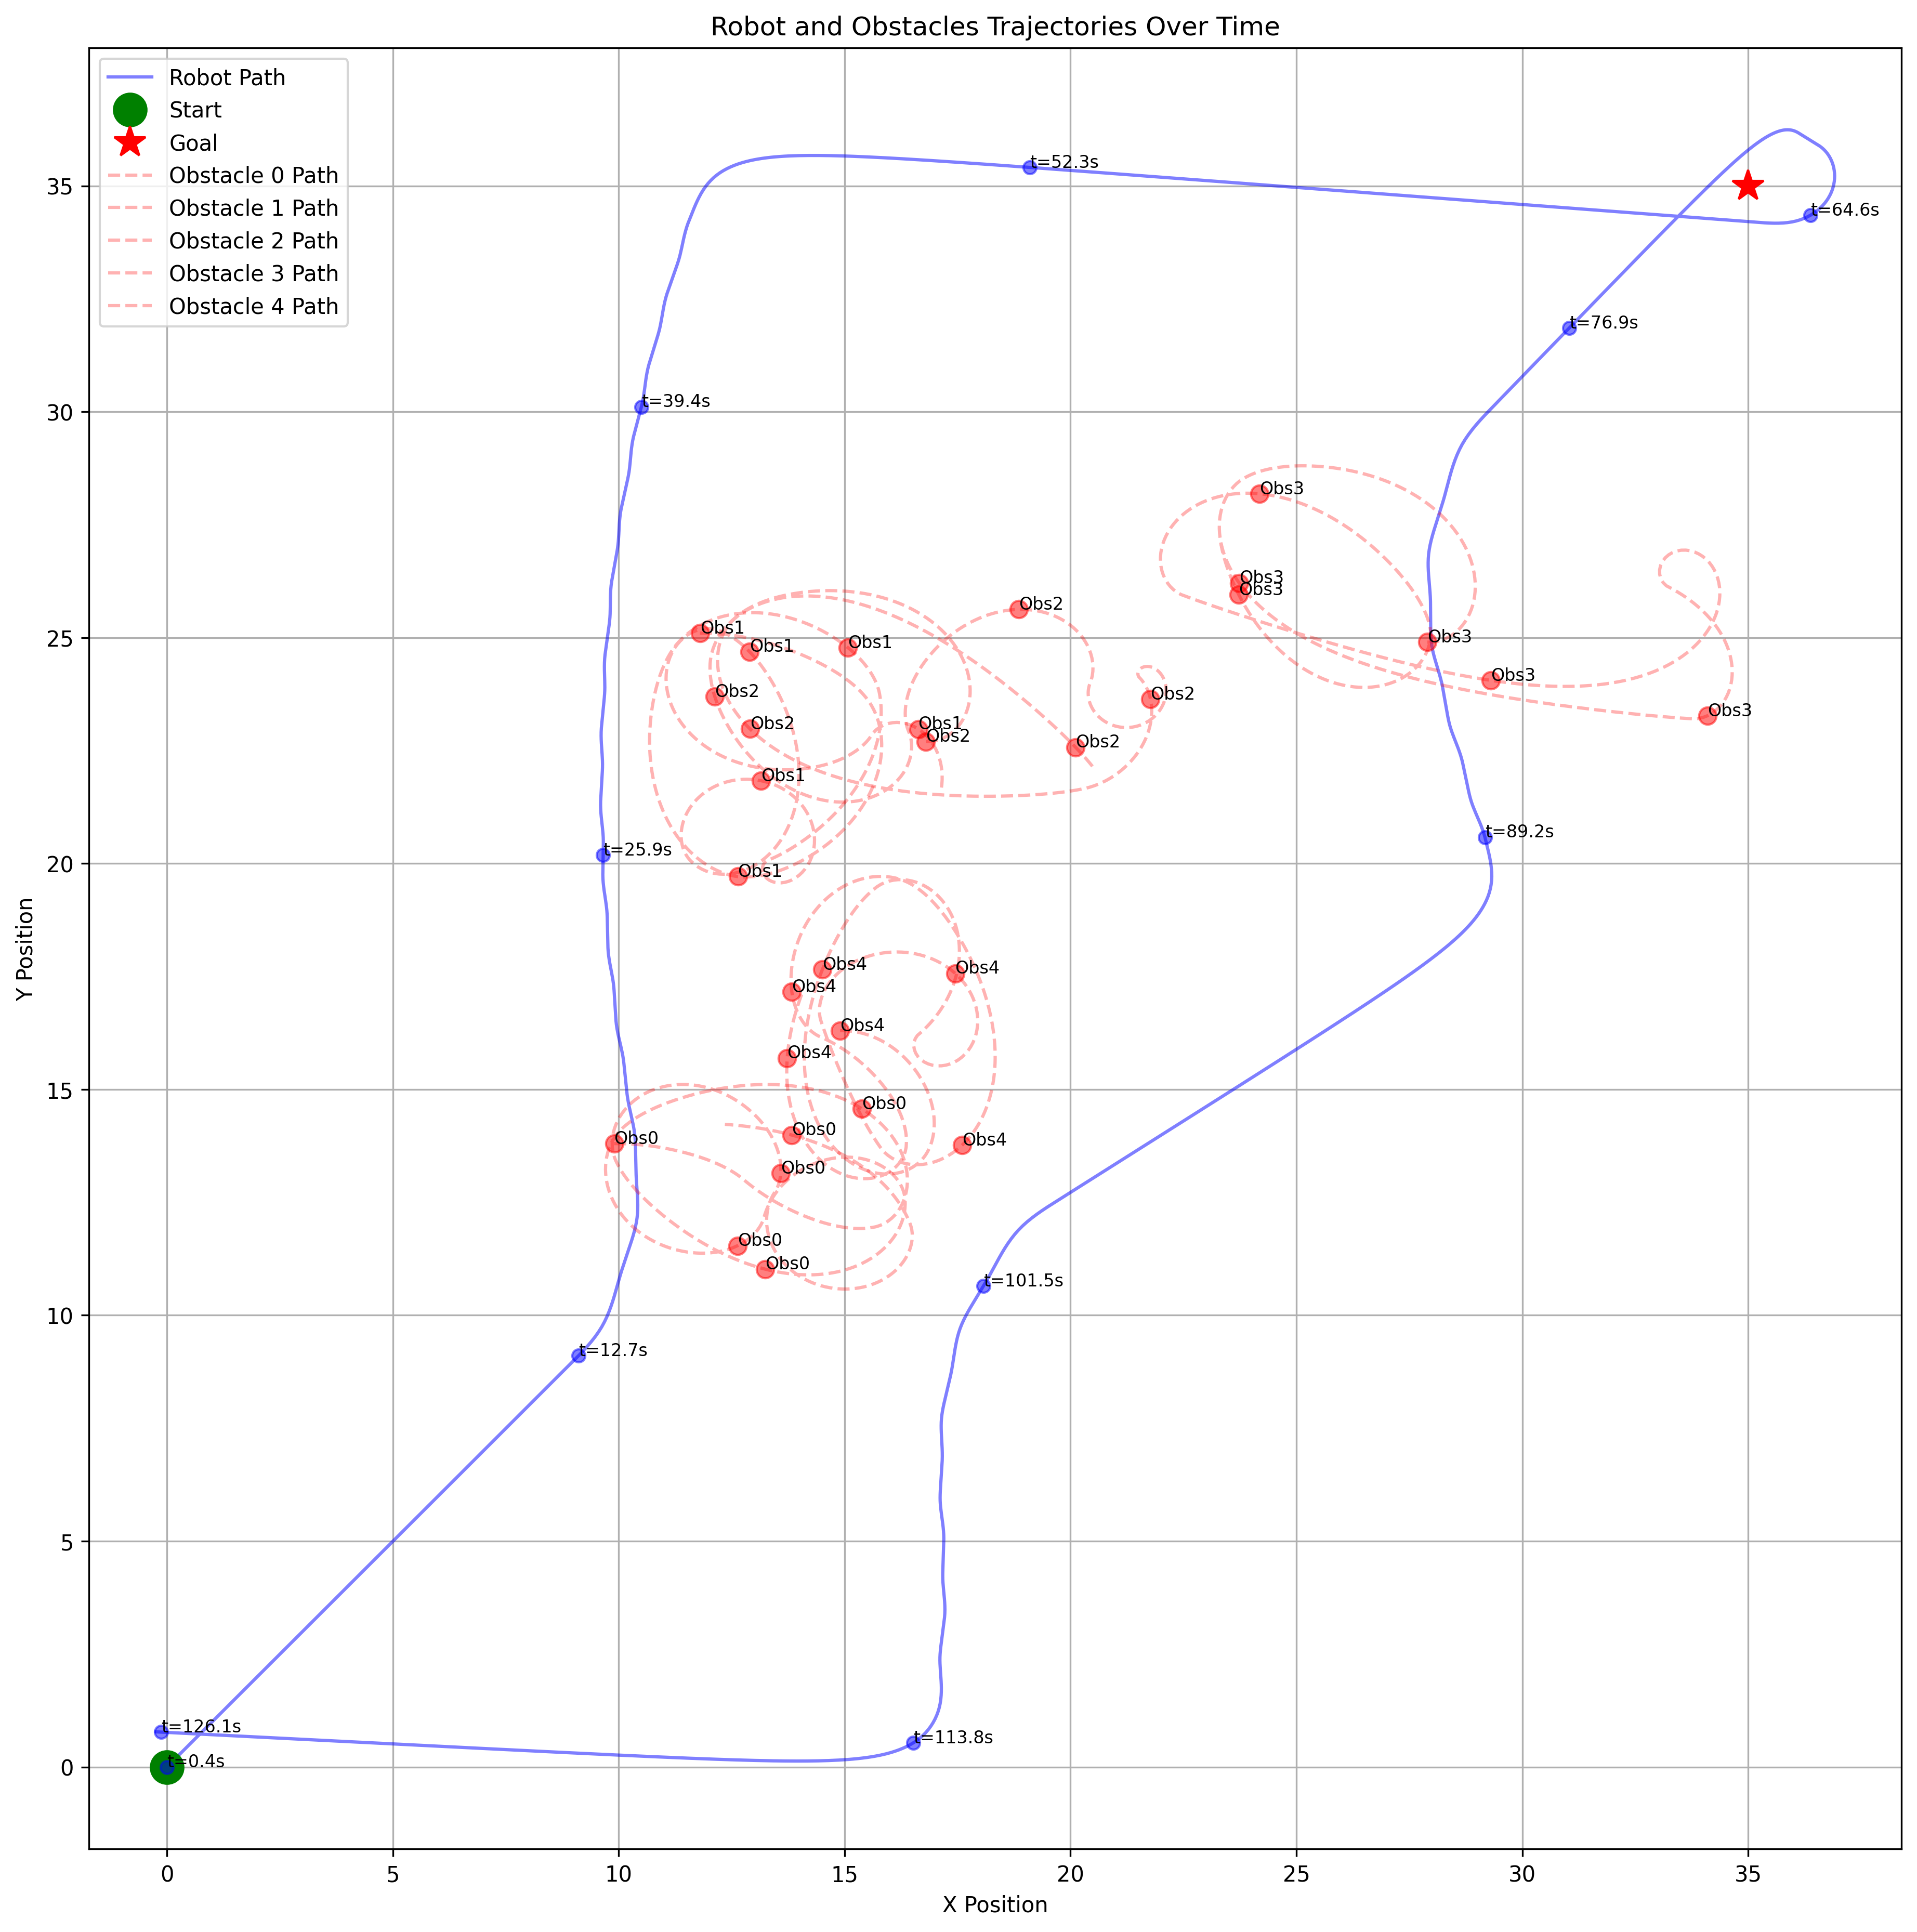 Robot and Obstacles Trajectories Over Time
Robot Path
Start
Goal
Obstacle 0 Path
Obstacle 1 Path
Obstacle 2 Path
Obstacle 3 Path
Obstacle 4 Path
t=52.3s
t=64.6s
t=76.9s
t=39.4s
Obs3
Obs3
Obs3
Obs2
Obs1
Obs1
Obs1
Obs3
Obs3
Obs2
Obs2
Obs3
Obs2
Obs1
Obs2
Obs2
Obs1
t=89.2s
t=25.9s
Obs1
Obs4
Obs4
Obs4
Obs4
Obs4
Obs0
Obs0
Obs0
Obs4
Obs0
Obs0
Obs0
t=101.5s
t=12.7s
t=126.1s
t=113.8s
t=0.4s
35
30
25
20
15
10
5
0
Y Position
0
5
10
15
20
25
30
35
X Position